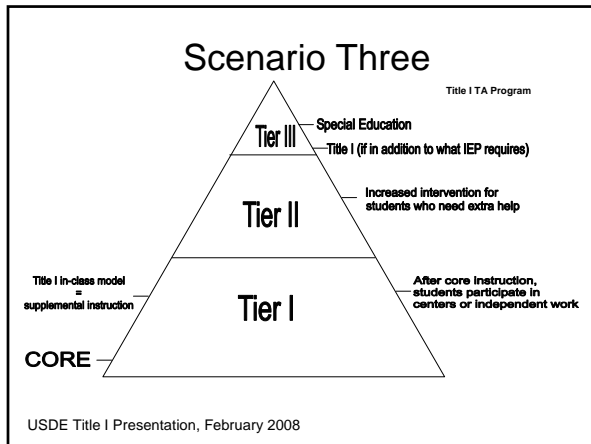 Scenario Three
Title I TA Program
Tier III
Special Education
Title I (if in addition to what IEP requires)
Tier II
Increased intervention for
students who need extra help
Title I in-class model
=
supplemental instruction
Tier I
After core instruction,
students participate in
centers or independent work
CORE
USDE Title I Presentation, February 2008